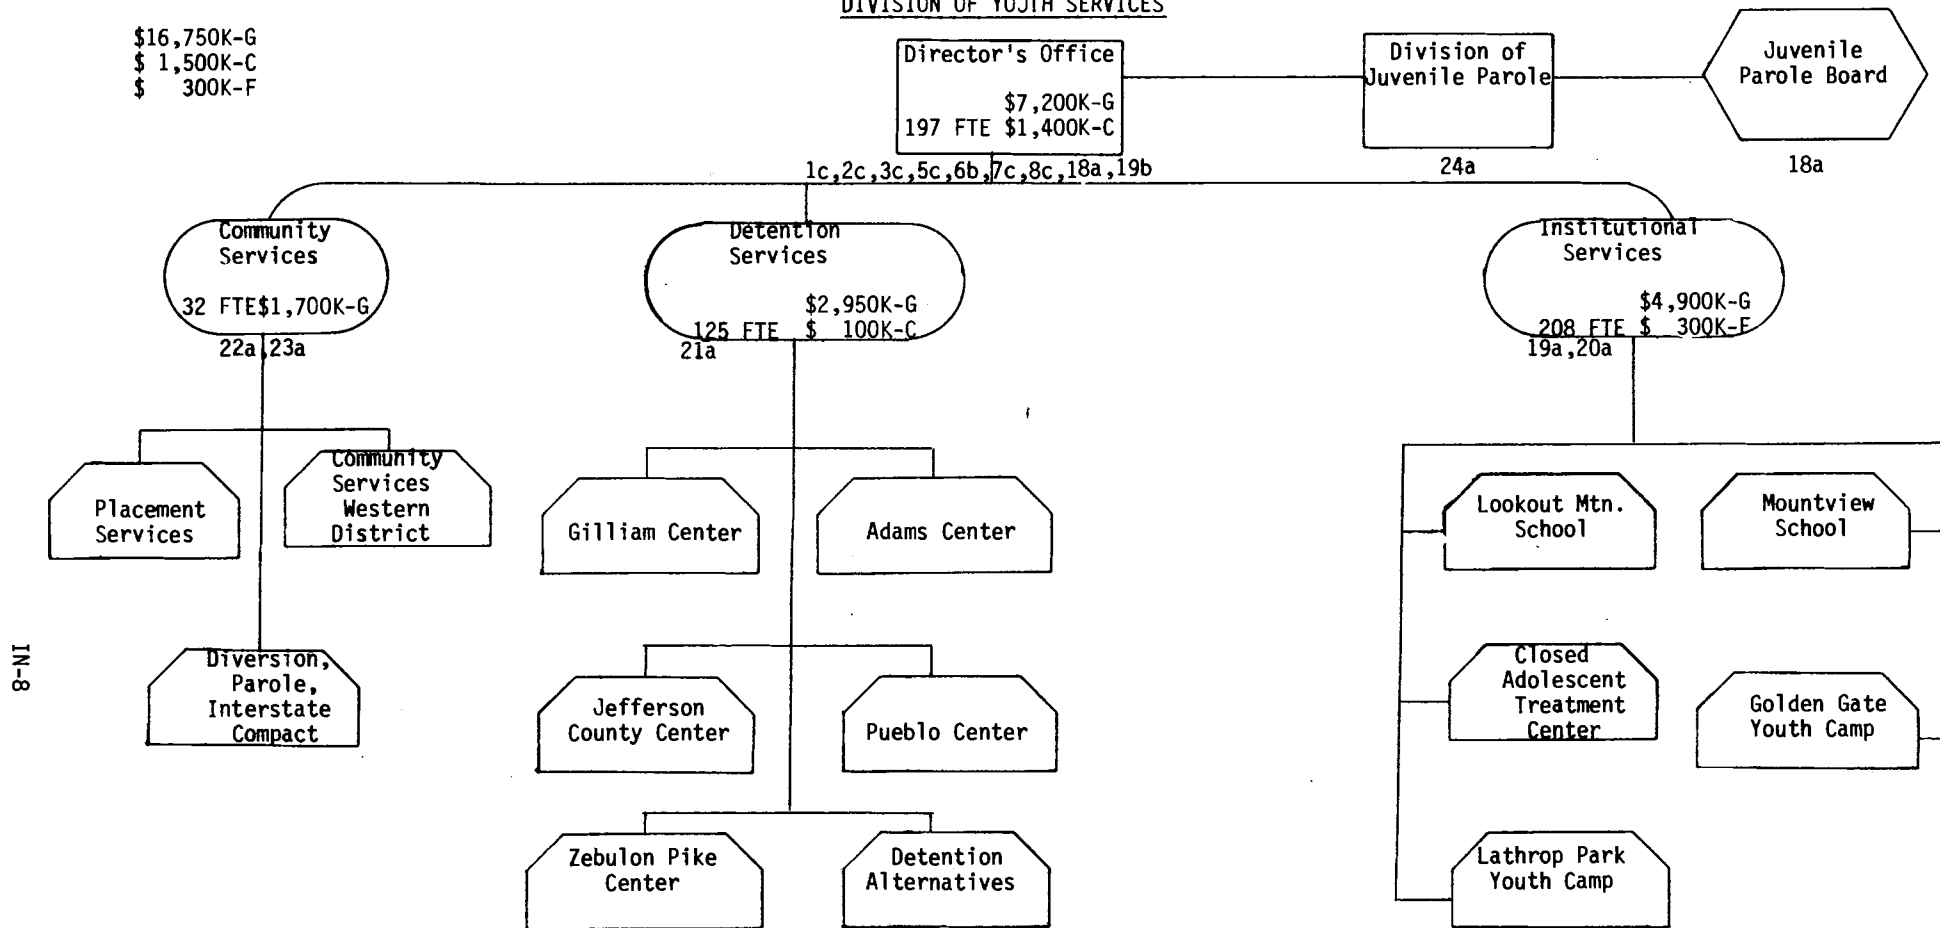 DIVISION OF YOUTH SERVICES
$16,750K-G
$ 1,500K-C
$ 300K-F
Director's Office
$7,200K-G
197 FTE $1,400K-C
1c,2c,3c,5c,6b,7c,8c,18a,19b
Division of
Juvenile Parole
24a
Juvenile
Parole Board
18a
Community
Services
32 FTE$1,700K-G
22a,23a
Detention
Services
$2,950K-G
125 FTE $ 100K-C
21a
Institutional
Services
$4,900K-G
208 FTE $ 300K-F
19a,20a
Placement
Services
Community
Services
Western
District
Diversion,
Parole,
Interstate
Compact
Gilliam Center
Adams Center
Jefferson
County Center
Pueblo Center
Zebulon Pike
Center
Detention
Alternatives
Lookout Mtn.
School
Mountview
School
Closed
Adolescent
Treatment
Center
Golden Gate
Youth Camp
Lathrop Park
Youth Camp
IN-8